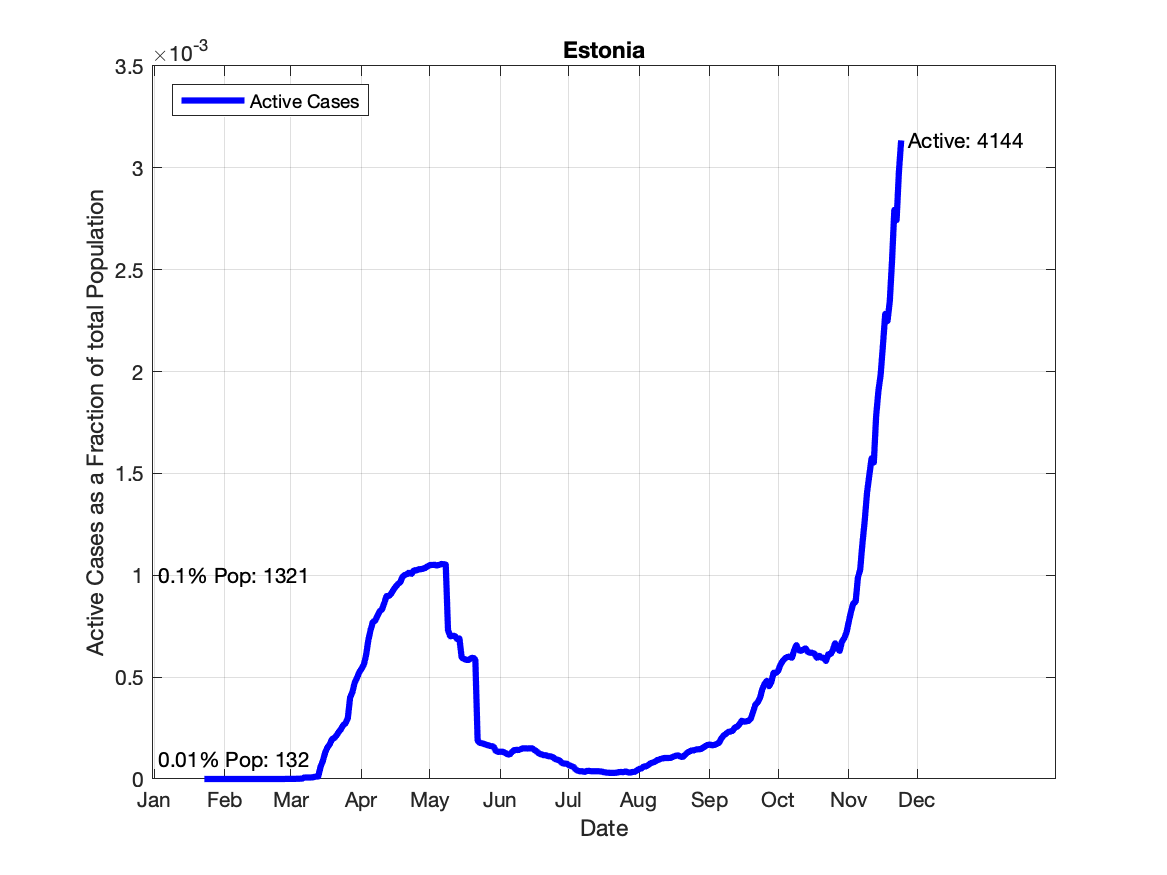 Estonia
×10-3
3.5
3
2.5
2
1.5
1
0.5
0
Active Cases
Active: 4144
0.1% Pop: 1321
0.01% Pop: 132
Active Cases as a Fraction of total Population
Jan Feb Mar Apr May Jun Jul Aug Sep Oct Nov Dec
Date